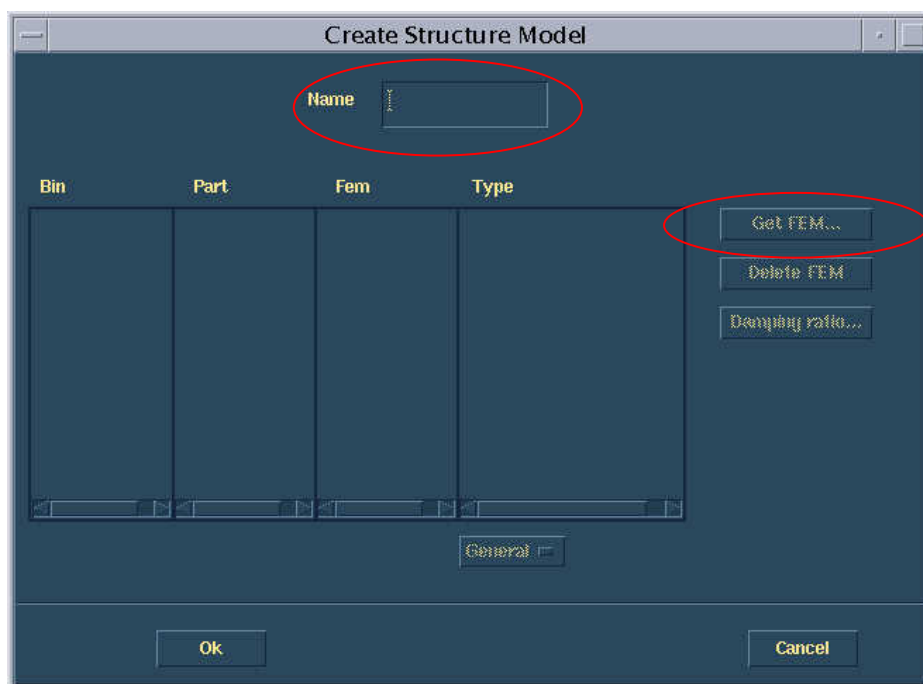 Create Structure Model
Name
Bin Part Fem Type
Get FEM...
Delete FEM
Damping ratio...
General
Ok Cancel